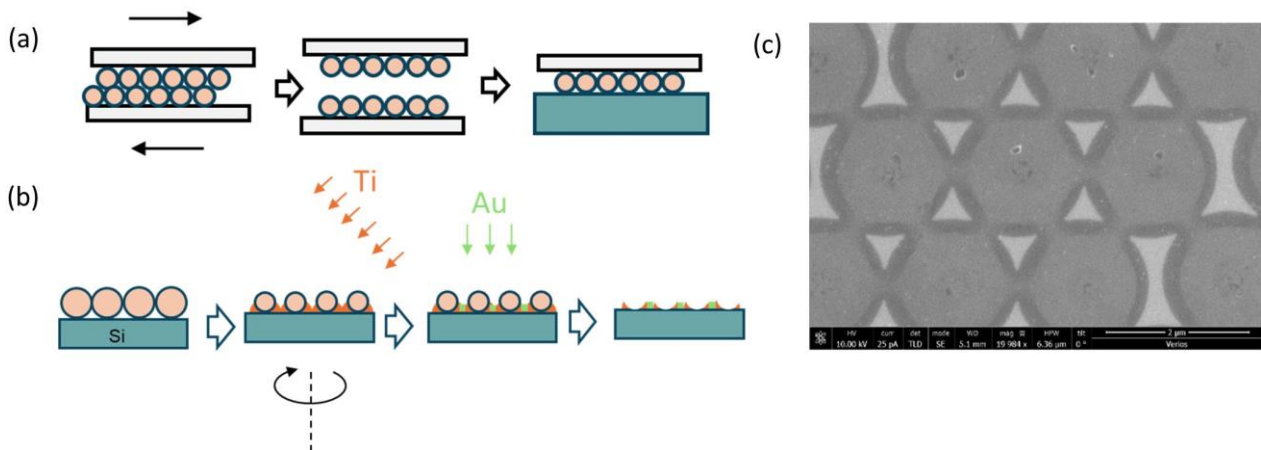 (a)
(b)
Ti
Au
Si
(c)
HV curr det mode WD mag HFW tilt 2 µm
10.00 kV 25 pA TLD SE 5.1 mm 19 984 x 6.36 µm 0 ° Verios